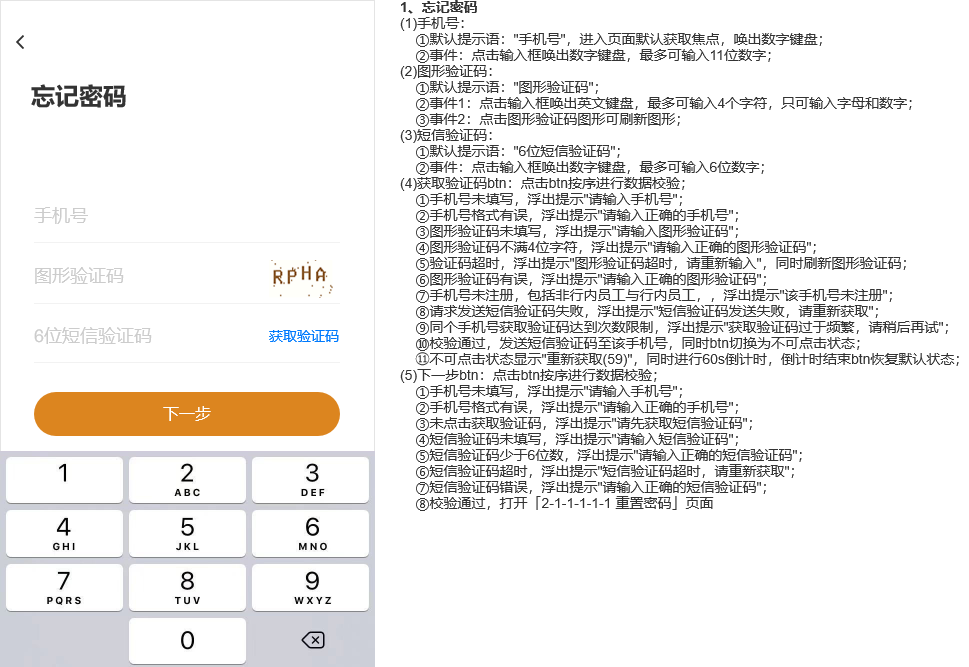 忘记密码
手机号
图形验证码
RPHA
6位短信验证码
获取验证码
下一步
1
2
ABC
3
DEF
4
GHI
5
JKL
6
MNO
7
PQRS
8
TUV
9
WXYZ
0
1、忘记密码
(1)手机号：
①默认提示语："手机号"，进入页面默认获取焦点，唤出数字键盘；
②事件：点击输入框唤出数字键盘，最多可输入11位数字；
(2)图形验证码：
①默认提示语："图形验证码"；
②事件1：点击输入框唤出英文键盘，最多可输入4个字符，只可输入字母和数字；
③事件2：点击图形验证码图形可刷新图形；
(3)短信验证码：
①默认提示语："6位短信验证码"；
②事件：点击输入框唤出数字键盘，最多可输入6位数字；
(4)获取验证码btn：点击btn按序进行数据校验；
①手机号未填写，浮出提示"请输入手机号"；
②手机号格式有误，浮出提示"请输入正确的手机号"；
③图形验证码未填写，浮出提示"请输入图形验证码"；
④图形验证码不满4位字符，浮出提示"请输入正确的图形验证码"；
⑤验证码超时，浮出提示"图形验证码超时，请重新输入"，同时刷新图形验证码；
⑥图形验证码有误，浮出提示"请输入正确的图形验证码"；
⑦手机号未注册，包括非行内员工与行内员工，，浮出提示"该手机号未注册"；
⑧请求发送短信验证码失败，浮出提示"短信验证码发送失败，请重新获取"；
⑨同个手机号获取验证码达到次数限制，浮出提示"获取验证码过于频繁，请稍后再试"；
⑩校验通过，发送短信验证码至该手机号，同时btn切换为不可点击状态；
⑪不可点击状态显示"重新获取(59)"，同时进行60s倒计时，倒计时结束btn恢复默认状态；
(5)下一步btn：点击btn按序进行数据校验；
①手机号未填写，浮出提示"请输入手机号"；
②手机号格式有误，浮出提示"请输入正确的手机号"；
③未点击获取验证码，浮出提示"请先获取短信验证码"；
④短信验证码未填写，浮出提示"请输入短信验证码"；
⑤短信验证码少于6位数，浮出提示"请输入正确的短信验证码"；
⑥短信验证码超时，浮出提示"短信验证码超时，请重新获取"；
⑦短信验证码错误，浮出提示"请输入正确的短信验证码"；
⑧校验通过，打开「2-1-1-1-1-1 重置密码」页面